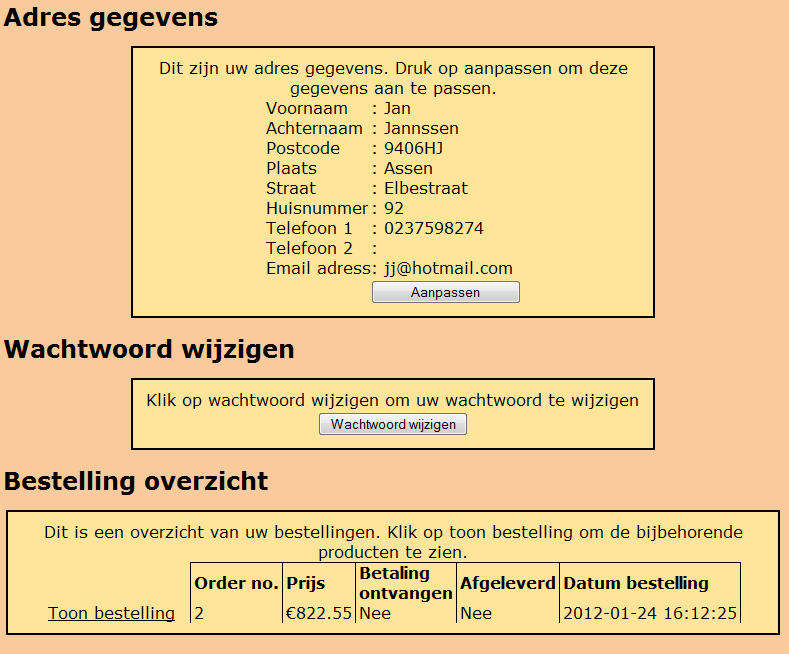 Adres gegevens
Dit zijn uw adres gegevens. Druk op aanpassen om deze
gegevens aan te passen.
Voornaam : Jan
Achternaam : Jannssen
Postcode : 9406HJ
Plaats : Assen
Straat : Elbestraat
Huisnummer : 92
Telefoon 1 : 0237598274
Telefoon 2 :
Email adress: jj@hotmail.com
Aanpassen
Wachtwoord wijzigen
Klik op wachtwoord wijzigen om uw wachtwoord te wijzigen
Wachtwoord wijzigen
Bestelling overzicht
Dit is een overzicht van uw bestellingen. Klik op toon bestelling om de bijbehorende
producten te zien.
Order no. Prijs Betaling ontvangen Afgeleverd Datum bestelling
Toon bestelling 2 €822.55 Nee Nee 2012-01-24 16:12:25